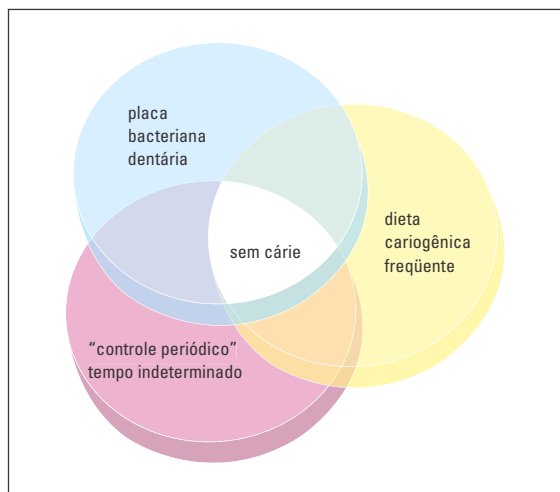 placa
bacteriana
dentária
dieta
cariogênica
freqüente
sem cárie
“controle periódico”
tempo indeterminado